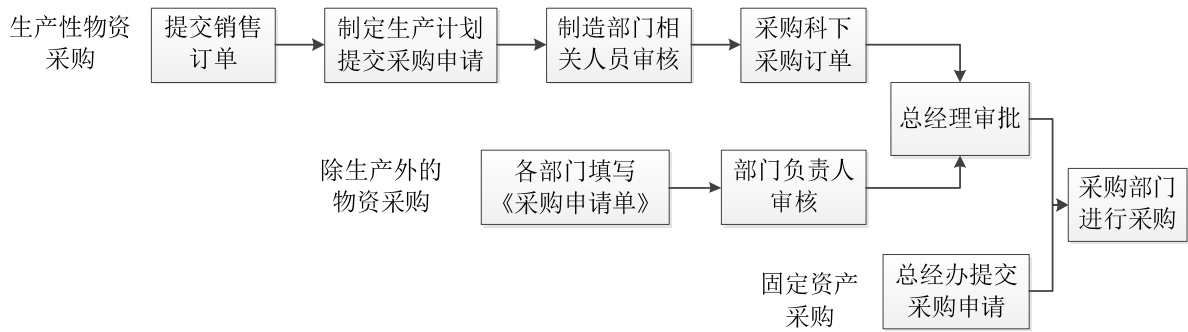 生产性物资
采购
提交销售
订单
制定生产计划
提交采购申请
制造部门相
关人员审核
采购科下
采购订单
总经理审批
除生产外的
物资采购
各部门填写
《采购申请单》
部门负责人
审核
采购部门
进行采购
固定资产
采购
总经办提交
采购申请